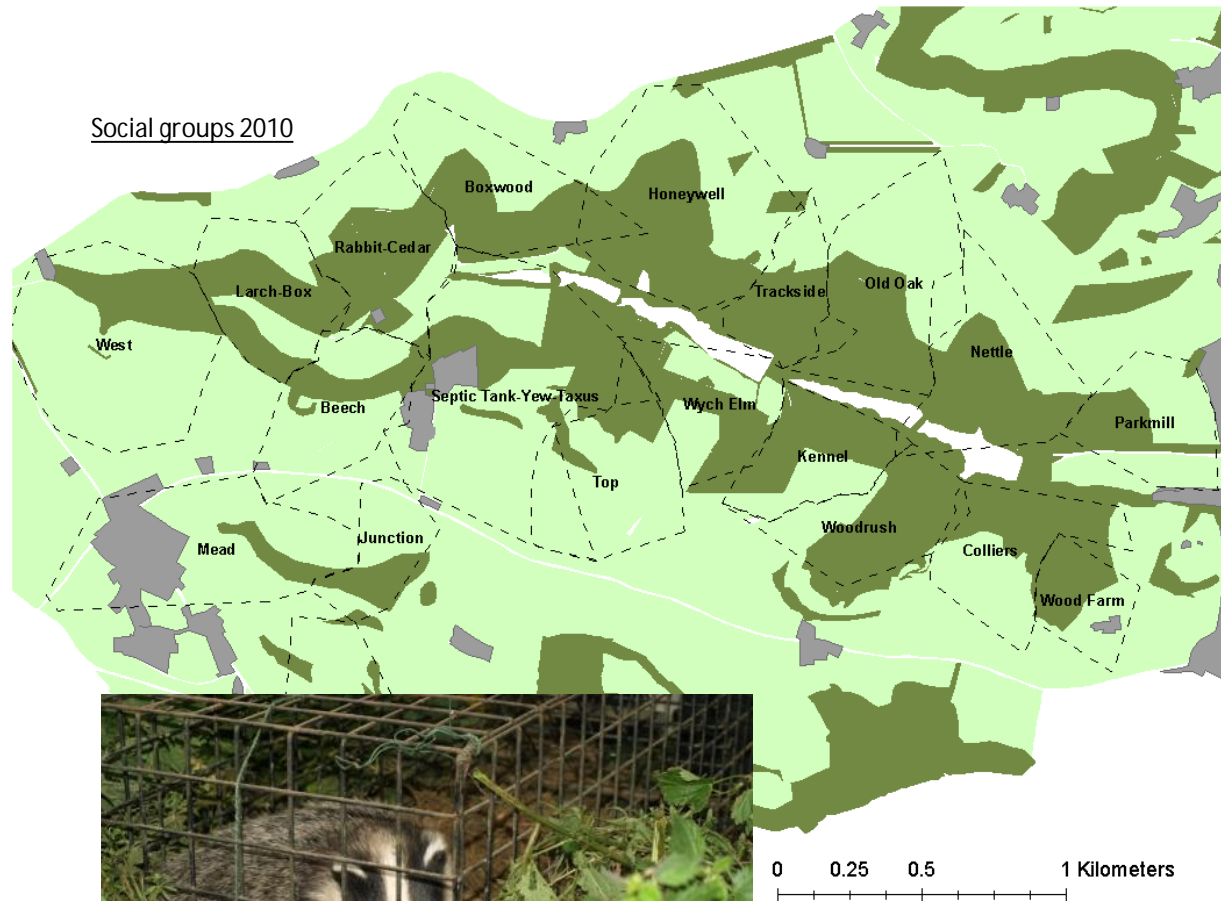 Social groups 2010
Boxwood
Honeywell
Rabbit-Cedar
Larch-Box
Trackside
Old Oak
West
Nettle
Beech
Septic Tank-Yew-Taxus
Wych Elm
Parkmill
Kennel
Top
Woodrush
Mead
Junction
Colliers
Wood Farm
0 0.25 0.5 1 Kilometers